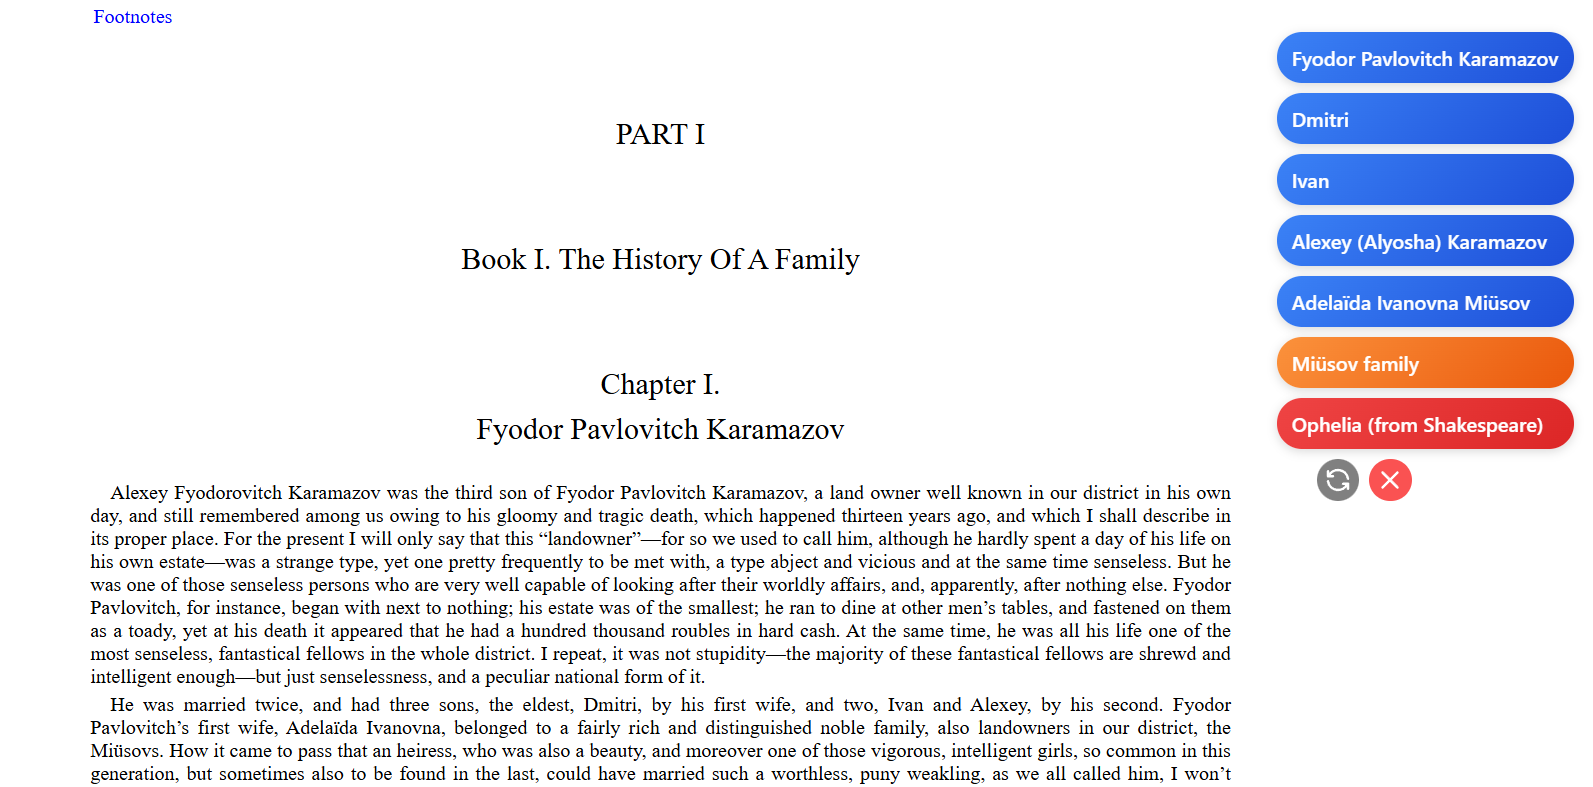 Footnotes
PART I
Book I. The History Of A Family
Chapter I.
Fyodor Pavlovitch Karamazov
Alexey Fyodorovitch Karamazov was the third son of Fyodor Pavlovitch Karamazov, a land owner well known in our district in his own
day, and still remembered among us owing to his gloomy and tragic death, which happened thirteen years ago, and which I shall describe in
its proper place. For the present I will only say that this “landowner”—for so we used to call him, although he hardly spent a day of his life on
his own estate—was a strange type, yet one pretty frequently to be met with, a type abject and vicious and at the same time senseless. But he
was one of those senseless persons who are very well capable of looking after their worldly affairs, and, apparently, after nothing else. Fyodor
Pavlovitch, for instance, began with next to nothing; his estate was of the smallest; he ran to dine at other men’s tables, and fastened on them
as a toady, yet at his death it appeared that he had a hundred thousand roubles in hard cash. At the same time, he was all his life one of the
most senseless, fantastical fellows in the whole district. I repeat, it was not stupidity—the majority of these fantastical fellows are shrewd and
intelligent enough—but just senselessness, and a peculiar national form of it.
He was married twice, and had three sons, the eldest, Dmitri, by his first wife, and two, Ivan and Alexey, by his second. Fyodor
Pavlovitch’s first wife, Adelaïda Ivanovna, belonged to a fairly rich and distinguished noble family, also landowners in our district, the
Miüsovs. How it came to pass that an heiress, who was also a beauty, and moreover one of those vigorous, intelligent girls, so common in this
generation, but sometimes also to be found in the last, could have married such a worthless, puny weakling, as we all called him, I won’t
Fyodor Pavlovitch Karamazov
Dmitri
Ivan
Alexey (Alyosha) Karamazov
Adelaïda Ivanovna Miüsov
Miüsov family
Ophelia (from Shakespeare)